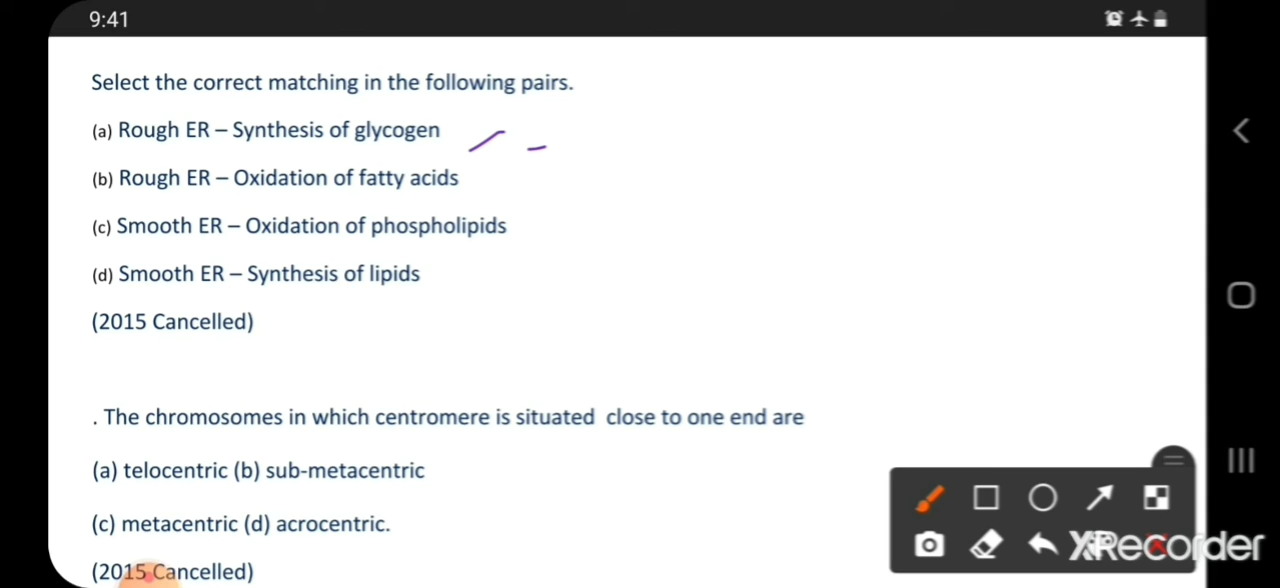 9:41
Select the correct matching in the following pairs.
(a) Rough ER – Synthesis of glycogen
(b) Rough ER – Oxidation of fatty acids
(c) Smooth ER – Oxidation of phospholipids
(d) Smooth ER – Synthesis of lipids
(2015 Cancelled)
. The chromosomes in which centromere is situated  close to one end are
(a) telocentric (b) sub-metacentric
(c) metacentric (d) acrocentric.
(2015 Cancelled)
XRecorder